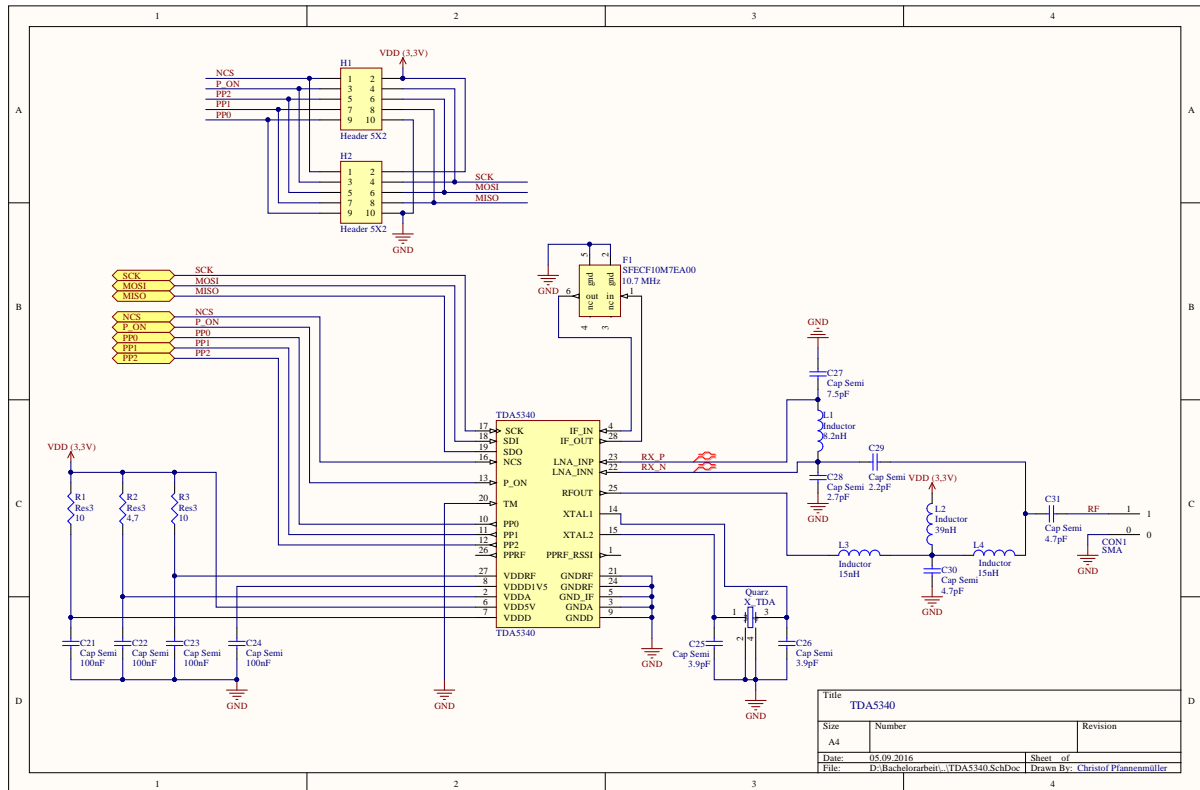 1 2 3 4
A A
B B
C C
D D
1 2 3 4
NCS
P_ON
PP2
PP1
PP0
VDD (3,3V)
H1
1 2
3 4
5 6
7 8
9 10
Header 5X2
H2
1 2
3 4
5 6
7 8
9 10
Header 5X2
SCK
MOSI
MISO
GND
SCK SCK
MOSI MOSI
MISO MISO
NCS NCS
P_ON P_ON
PP0 PP0
PP1 PP1
PP2 PP2
GND
5 2
gnd gnd
6 out in 1
nc nc
4 3
F1
SFECF10M7EA00
10.7 MHz
TDA5340
17 SCK
18 SDI
19 SDO
16 NCS
13 P_ON
20 TM
10 PP0
11 PP1
12 PP2
26 PPRF
27 VDDRF
8 VDDD1V5
2 VDDA
6 VDD5V
7 VDDD
IF_IN 4
IF_OUT 28
LNA_INP 23
LNA_INN 22
RFOUT 25
XTAL1 14
XTAL2 15
PPRF_RSSI 1
GNDRF 21
GNDRF 24
GND_IF 5
GNDA 3
GNDD 9
TDA5340
VDD (3,3V)
R1
Res3
10
R2
Res3
4,7
R3
Res3
10
C21
Cap Semi
100nF
C22
Cap Semi
100nF
C23
Cap Semi
100nF
C24
Cap Semi
100nF
GND
GND
GND
RX_P
RX_N
GND
C27
Cap Semi
7.5pF
L1
Inductor
8.2nH
C28
Cap Semi
2.7pF
GND
C29
Cap Semi
2.2pF
VDD (3,3V)
L2
Inductor
39nH
L3
Inductor
15nH
L4
Inductor
15nH
C30
Cap Semi
4.7pF
GND
C31
Cap Semi
4.7pF
RF 1 1
0 0
CON1
SMA
GND
Quarz
X_TDA
1 3
2 4
C25
Cap Semi
3.9pF
C26
Cap Semi
3.9pF
GND
Title
TDA5340
Size Number Revision
A4
Date: 05.09.2016 Sheet of
File: D:\Bachelorarbeit\..\TDA5340.SchDoc Drawn By: Christof Pfannenmüller